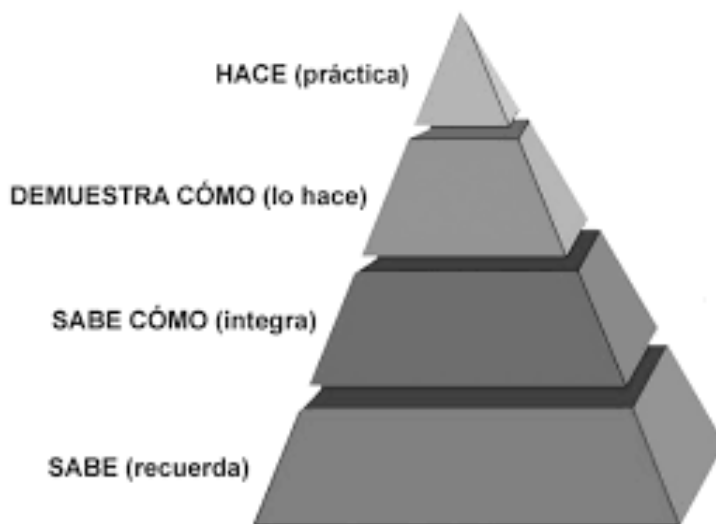 HACE (práctica)
DEMUESTRA CÓMO (lo hace)
SABE CÓMO (integra)
SABE (recuerda)